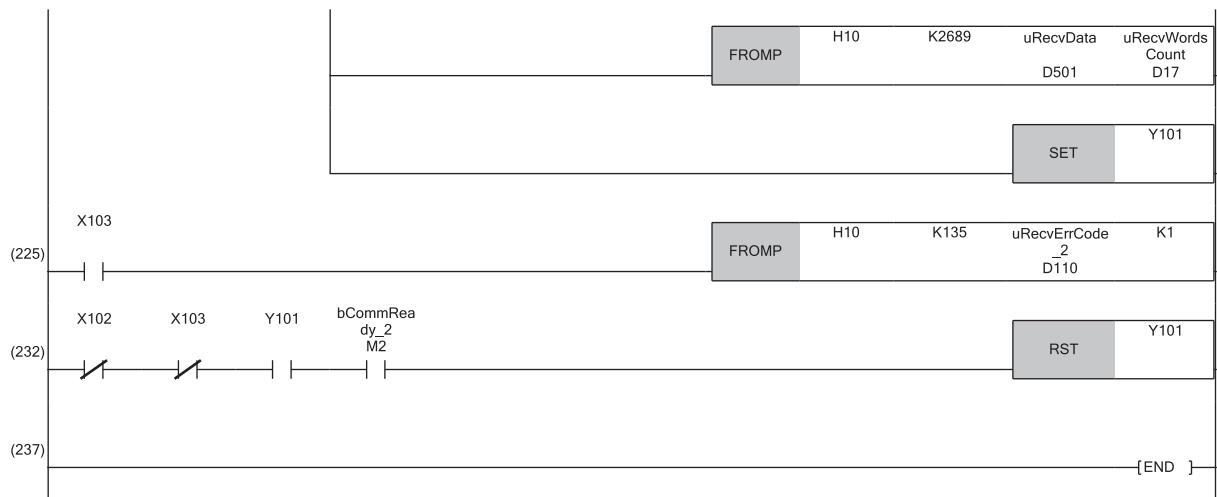 FROMP H10 K2689 uRecvData uRecvWords
Count
D501 D17
SET Y101
X103
(225) FROMP H10 K135 uRecvErrCode K1
_2
D110
X102 X103 Y101 bCommRea
dy_2
M2
(232) RST Y101
(237)
[END ]